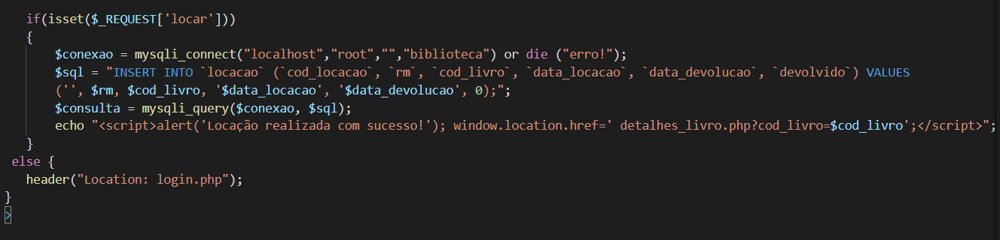 if(isset($_REQUEST['locar']))
{
$conexao = mysqli_connect("localhost","root","","biblioteca") or die ("erro!");
$sql = "INSERT INTO `locacao` (`cod_locacao`, `rm`, `cod_livro`, `data_locacao`, `data_devolucao`, `devolvido`) VALUES
('', $rm, $cod_livro, '$data_locacao', '$data_devolucao', 0);";
$consulta = mysqli_query($conexao, $sql);
echo "<script>alert('Locação realizada com sucesso!'); window.location.href=' detalhes_livro.php?cod_livro=$cod_livro';</script>";
}
else {
header("Location: login.php");
}
>